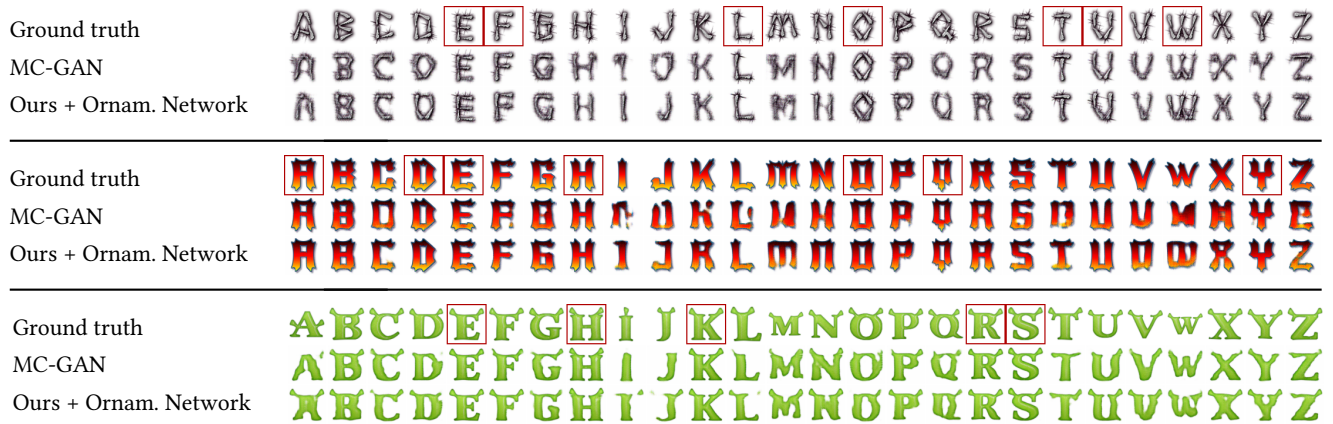 Ground truth A B C D E F G H I J K L M N O P Q R S T U V W X Y Z
MC-GAN A B C D E F G H I J K L M N O P Q R S T U V W X Y Z
Ours + Ornam. Network A B C D E F G H I J K L M N O P Q R S T U V W X Y Z
Ground truth A B C D E F G H I J K L M N O P Q R S T U V W X Y Z
MC-GAN A B C D E F G H I J K L M N O P Q R S T U V W X Y Z
Ours + Ornam. Network A B C D E F G H I J K L M N O P Q R S T U V W X Y Z
Ground truth A B C D E F G H I J K L M N O P Q R S T U V W X Y Z
MC-GAN A B C D E F G H I J K L M N O P Q R S T U V W X Y Z
Ours + Ornam. Network A B C D E F G H I J K L M N O P Q R S T U V W X Y Z